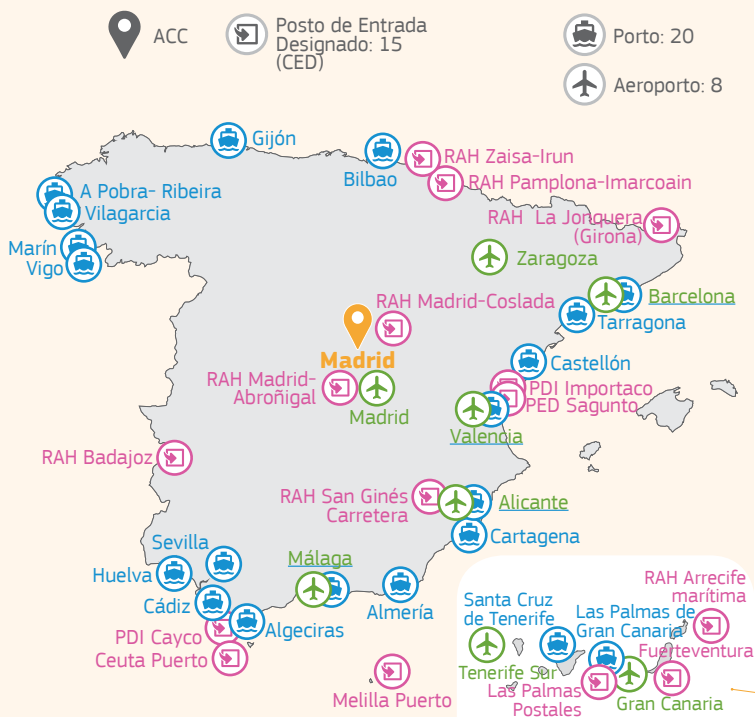 ACC
Posto de Entrada
Designado: 15
(CED)
Porto: 20
Aeroporto: 8
Gijón
Bilbao
RAH Zaisa-Irun
RAH Pamplona-Imarcoain
A Pobra- Ribeira
Vilagarcia
RAH La Jonquera
(Girona)
Marín
Vigo
Zaragoza
Barcelona
RAH Madrid-Coslada
Tarragona
Madrid
Castellón
RAH Madrid-
Abroñigal
Madrid
PDI Importaco
PED Sagunto
Valencia
RAH Badajoz
RAH San Ginés
Carretera
Alicante
Cartagena
Sevilla
Málaga
Huelva
Cádiz
Almería
Algeciras
PDI Cayco
Ceuta Puerto
Melilla Puerto
RAH Arrecife
marítima
Santa Cruz
de Tenerife
Las Palmas de
Gran Canaria
Fuerteventura
Tenerife Sur
Las Palmas
Postales
Gran Canaria